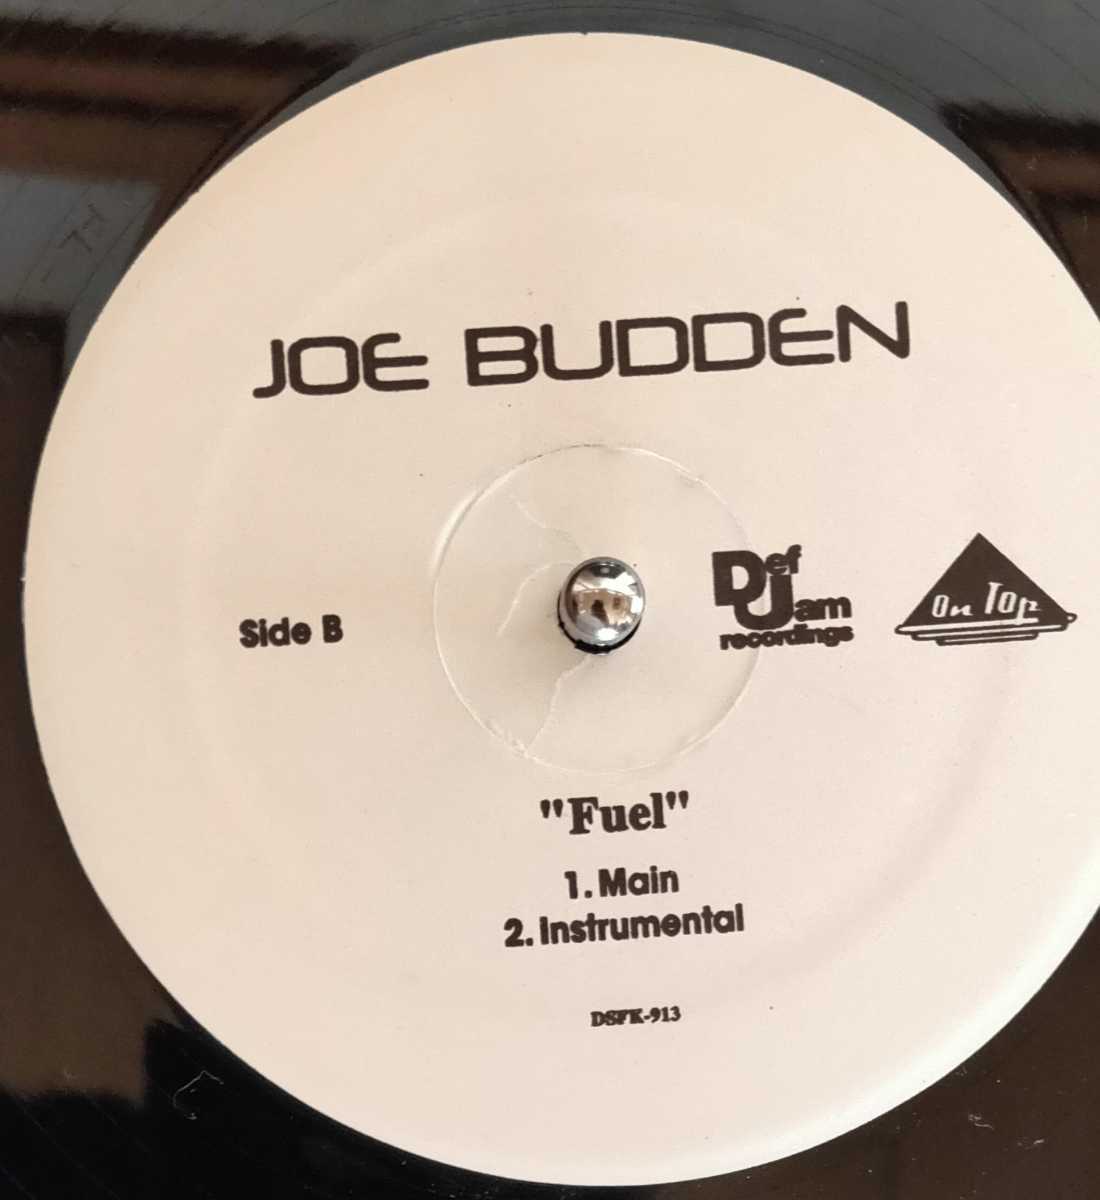 JOE BUDDEN
Side B
Def Jam recordings
On Top
"Fuel"
1. Main
2. Instrumental
DSFK-913